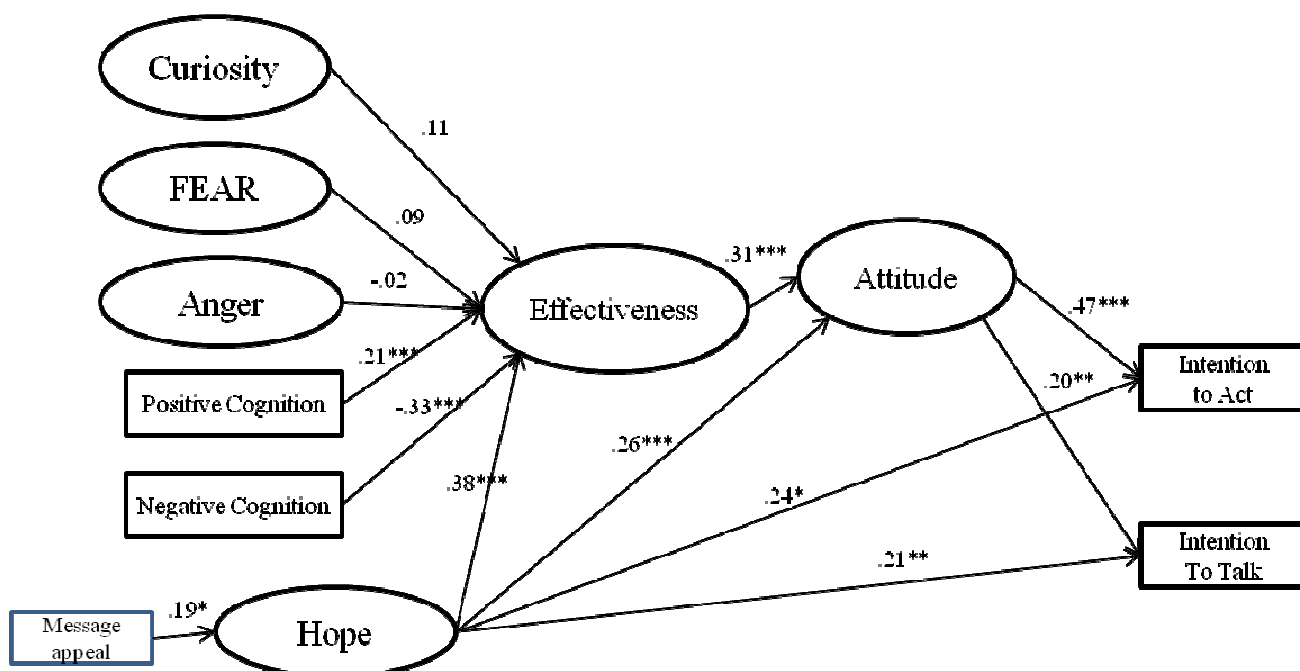 Curiosity
.11
FEAR
.09
Anger
-.02
Effectiveness
.31***
Attitude
.47***
.21***
Positive Cognition
-.33***
Negative Cognition
.38***
.26***
.20**
Intention
to Act
.24*
.21**
Intention
To Talk
Message
appeal
.19*
Hope